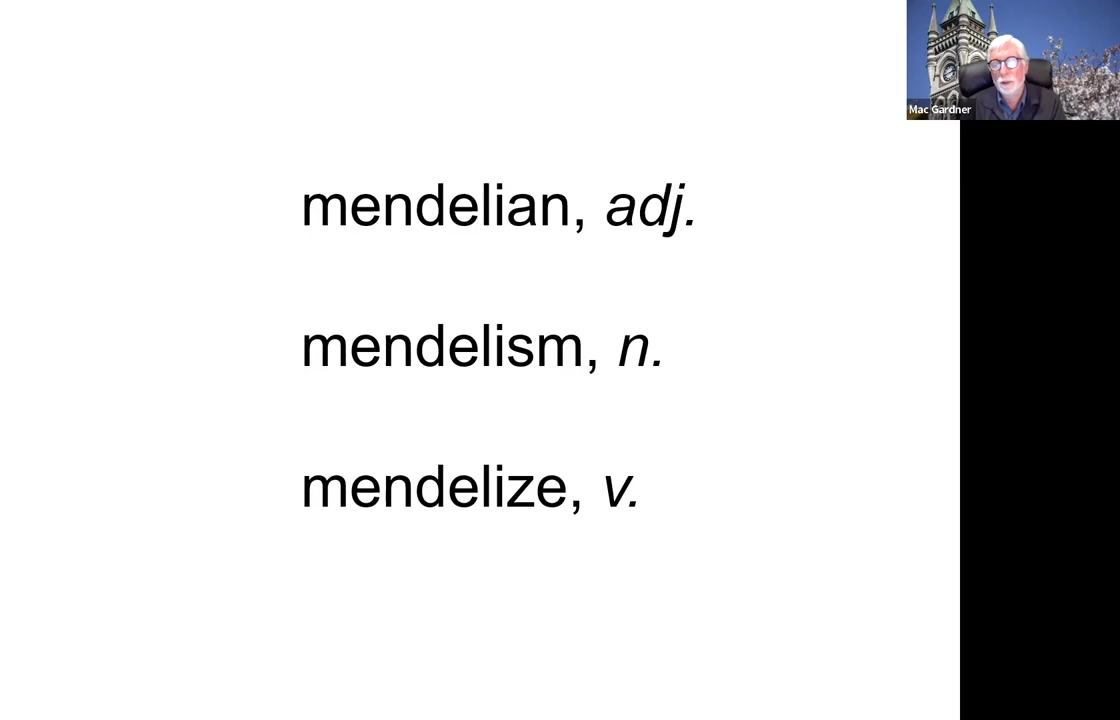 Mac Gardner
mendelian, adj.
mendelism, n.
mendelize, v.